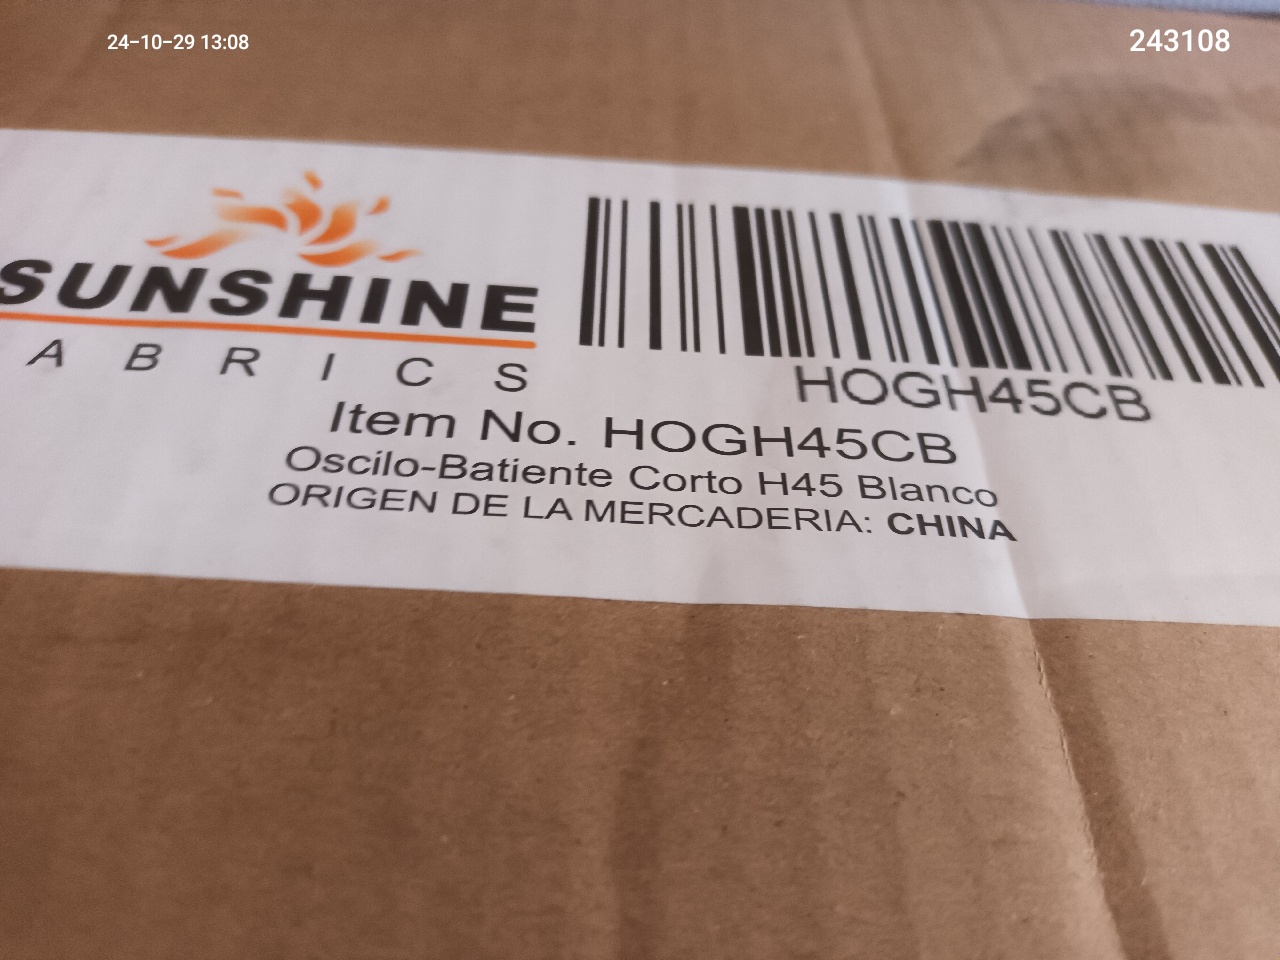 24-10-29 13:08
243108
SUNSHINE
ABRICS
HOGH45CB
Item No. HOGH45CB
Oscilo-Batiente Corto H45 Blanco
ORIGEN DE LA MERCADERIA: CHINA